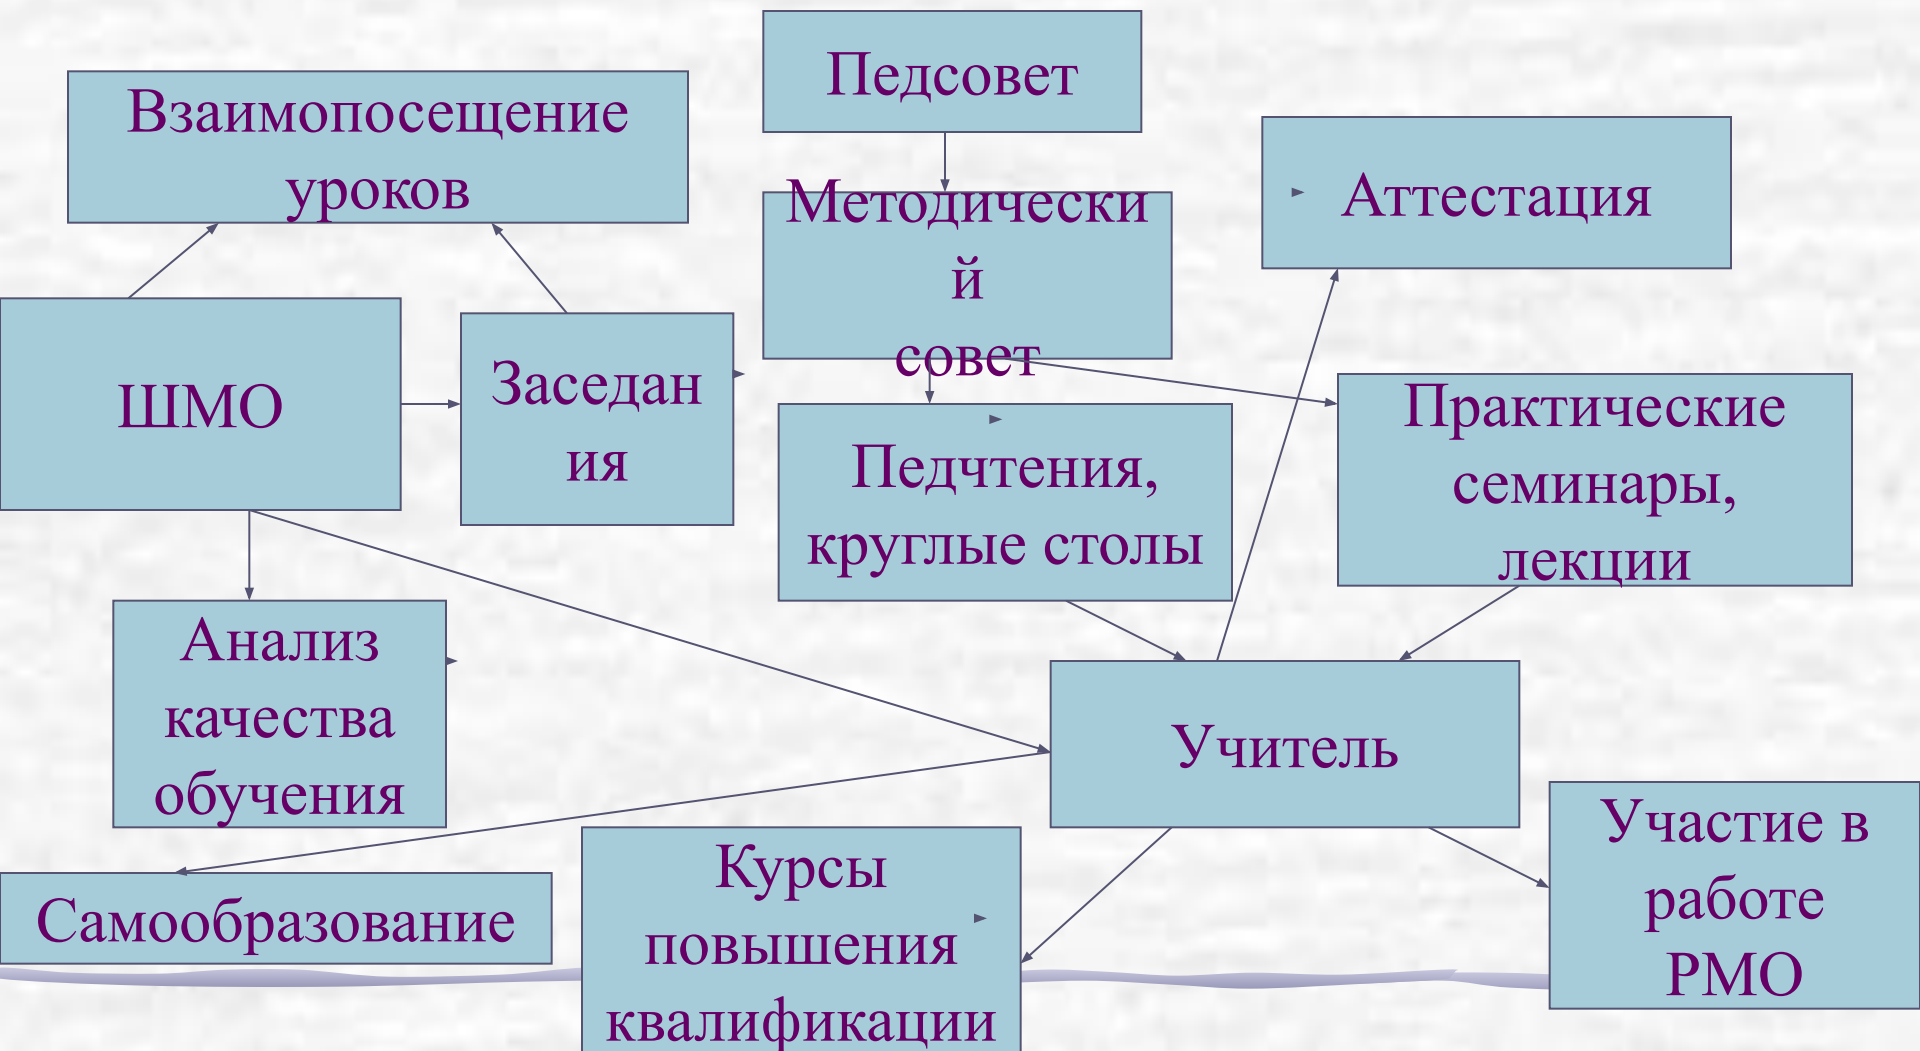 Педсовет
Взаимопосещение
уроков
Аттестация
Методически
й
совет
ШМО
Заседан
ия
Педчтения,
круглые столы
Практические
семинары,
лекции
Анализ
качества
обучения
Учитель
Самообразование
Курсы
повышения
квалификации
Участие в
работе
РМО